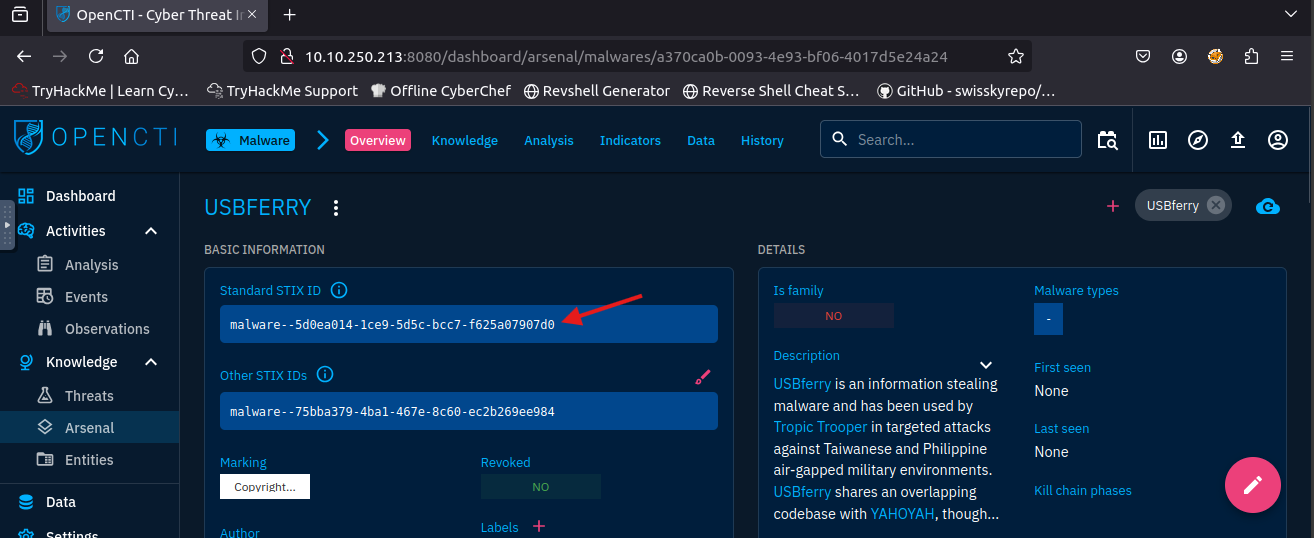 OpenCTI - Cyber Threat In
10.10.250.213:8080/dashboard/arsenal/malwares/a370ca0b-0093-4e93-bf06-4017d5e24a24
TryHackMe | Learn Cy… TryHackMe Support Offline CyberChef Revshell Generator Reverse Shell Cheat S… GitHub - swisskyrepo/…
OPENCTI Malware Overview Knowledge Analysis Indicators Data History Search…
Dashboard
Activities
Analysis
Events
Observations
Knowledge
Threats
Arsenal
Entities
Data
Settings
USBFERRY
USBferry
BASIC INFORMATION
Standard STIX ID
malware--5d0ea014-1ce9-5d5c-bcc7-f625a07907d0
Other STIX IDs
malware--75bba379-4ba1-467e-8c60-ec2b269ee984
Marking
Copyright...
Revoked
NO
Author
Labels
DETAILS
Is family
NO
Malware types
-
Description
USBferry is an information stealing
malware and has been used by
Tropic Trooper in targeted attacks
against Taiwanese and Philippine
air-gapped military environments.
USBferry shares an overlapping
codebase with YAHOYAH, though...
First seen
None
Last seen
None
Kill chain phases